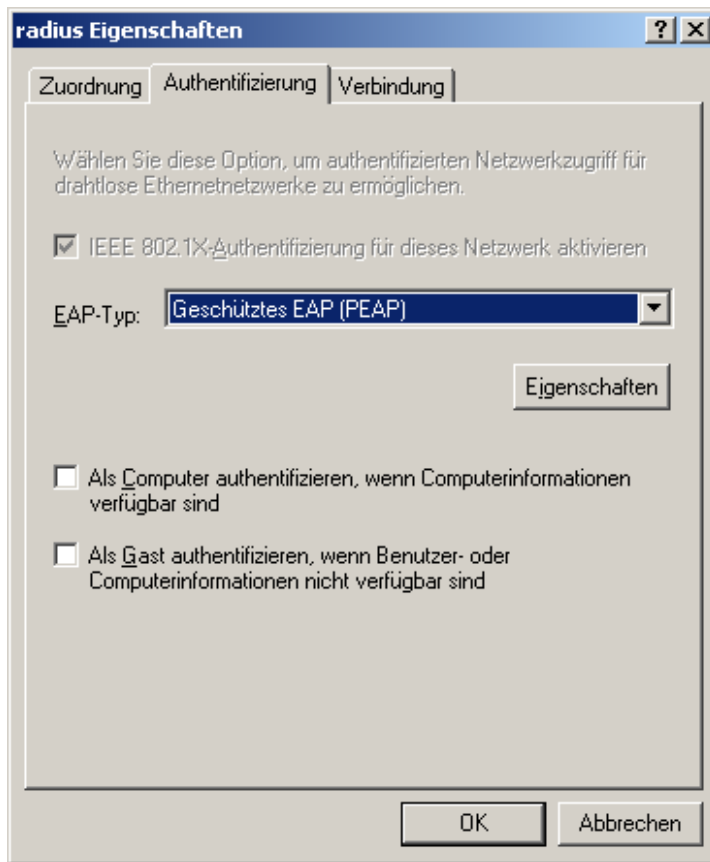 radius Eigenschaften
Zuordnung Authentifizierung Verbindung
Wählen Sie diese Option, um authentifizierten Netzwerkzugriff für
drahtlose Ethernetnetzwerke zu ermöglichen.
IEEE 802.1X-Authentifizierung für dieses Netzwerk aktivieren
EAP-Typ: Geschütztes EAP (PEAP)
Eigenschaften
Als Computer authentifizieren, wenn Computerinformationen
verfügbar sind
Als Gast authentifizieren, wenn Benutzer- oder
Computerinformationen nicht verfügbar sind
OK Abbrechen